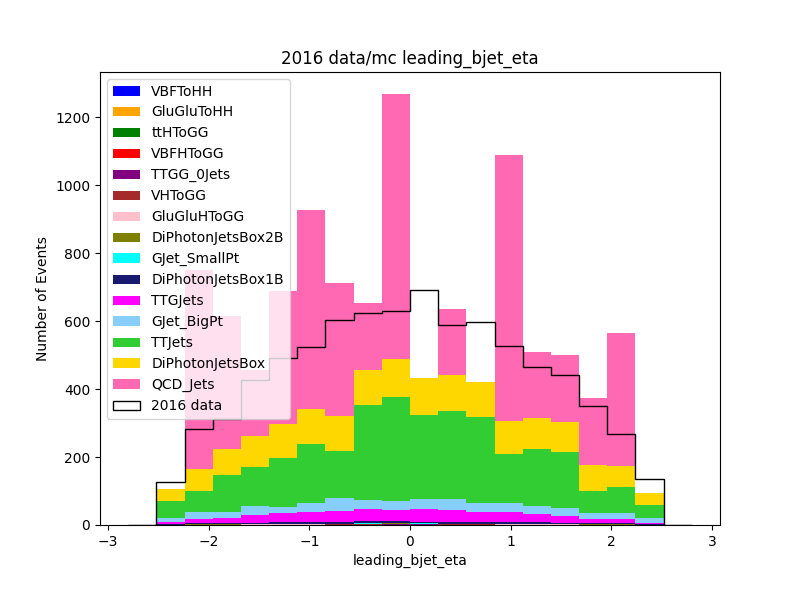 2016 data/mc leading_bjet_eta
Number of Events
1200
1000
800
600
400
200
0
VBFToHH
GluGluToHH
ttHToGG
VBFHToGG
TTGG_0Jets
VHToGG
GluGluHToGG
DiPhotonJetsBox2B
GJet_SmallPt
DiPhotonJetsBox1B
TTGJets
GJet_BigPt
TTJets
DiPhotonJetsBox
QCD_Jets
2016 data
−3 −2 −1 0 1 2 3
leading_bjet_eta